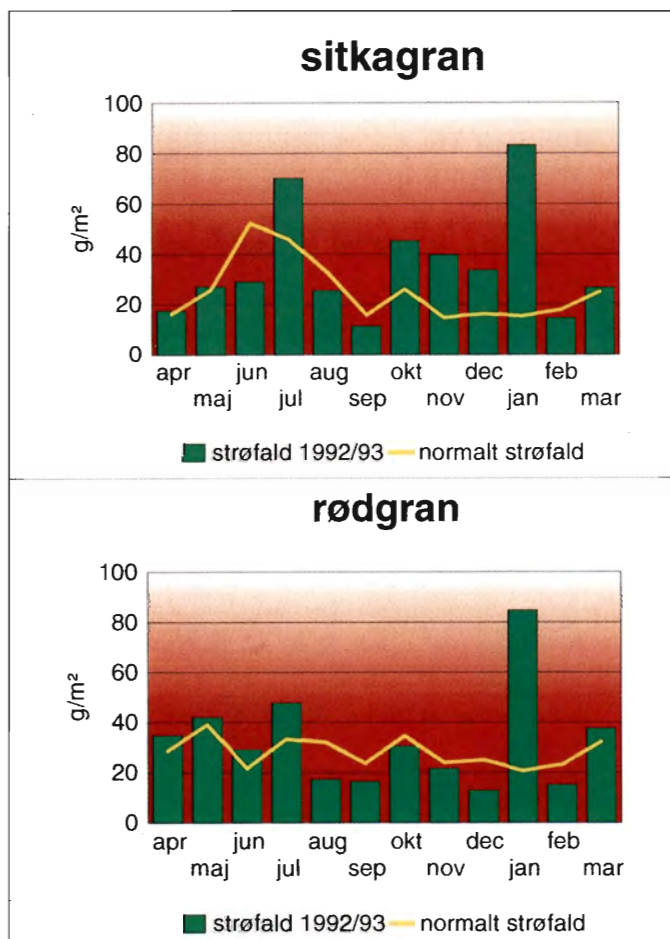 sitkagran
100
80
60
40
20
0
g/m²
apr jun aug okt dec feb
maj jul sep nov jan mar
strøfald 1992/93 normalt strøfald
rødgran
100
80
60
40
20
0
g/m²
apr jun aug okt dec feb
maj jul sep nov jan mar
strøfald 1992/93 normalt strøfald